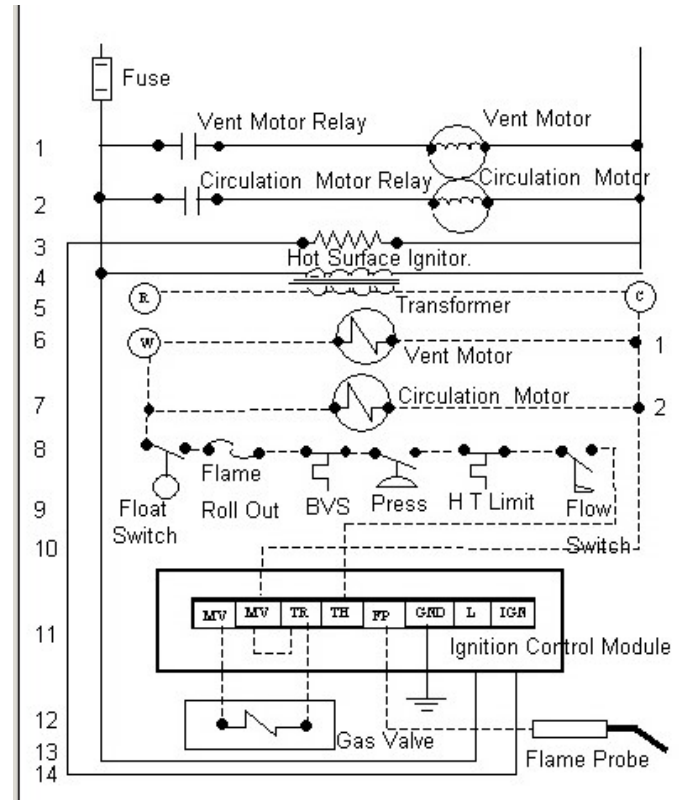 Fuse
Vent Motor Relay
Vent Motor
1
Circulation Motor Relay
Circulation Motor
2
3
Hot Surface Ignitor.
4
R
Transformer
C
5
6
W
Vent Motor
1
7
Circulation Motor
2
8
Flame
9
Float
Switch
Roll Out
BVS
Press
H T Limit
Flow
Switch
10
MV
MV
TR
TH
FP
GND
L
IGN
11
Ignition Control Module
12
Gas Valve
13
Flame Probe
14